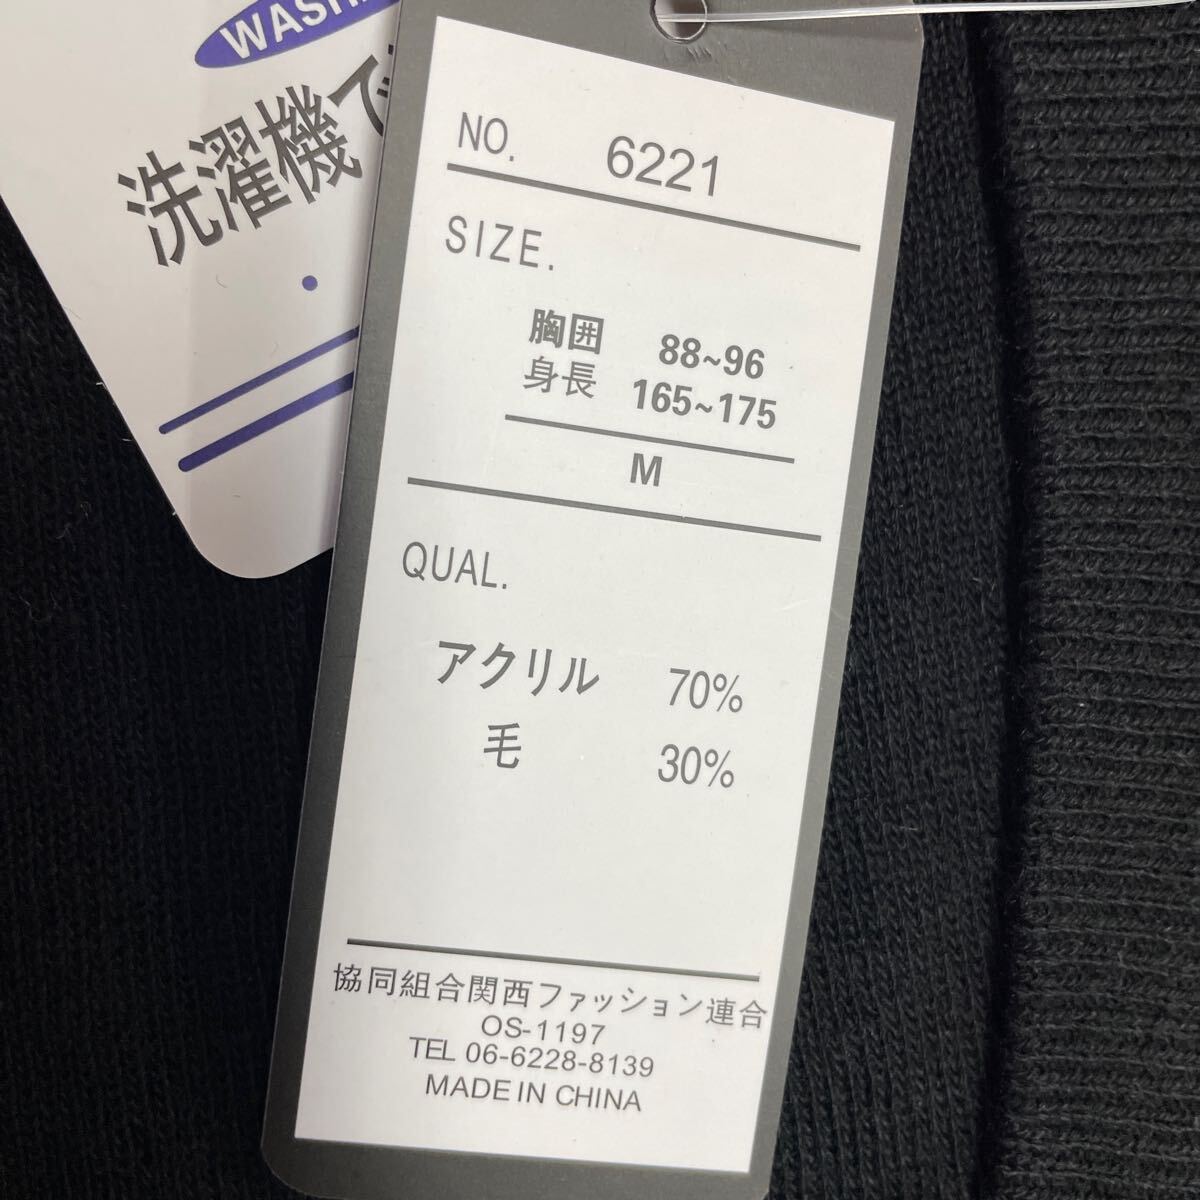 洗濯機で
NO. 6221
SIZE.
胸囲 88~96
身長 165~175
M
QUAL.
アクリル 70%
毛 30%
協同組合関西ファッション連合
OS-1197
TEL 06-6228-8139
MADE IN CHINA